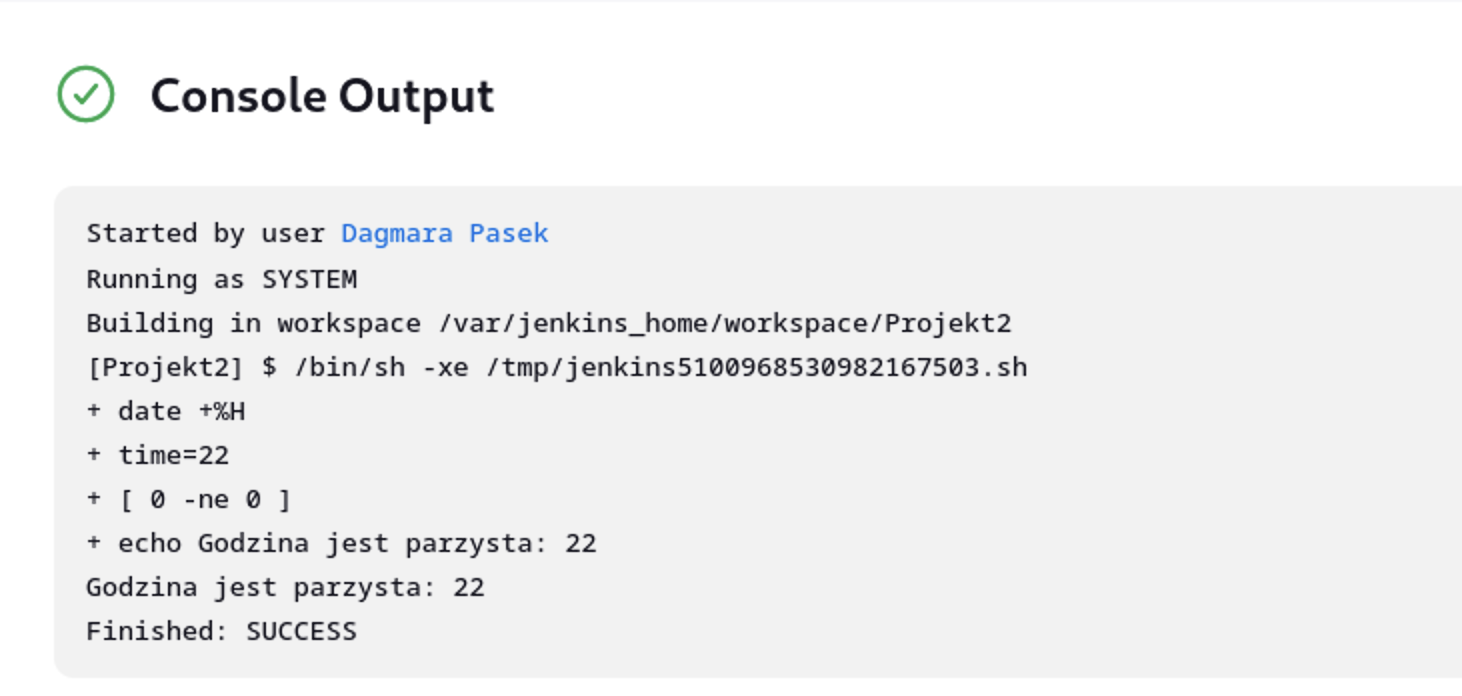 Console Output
Started by user Dagmara Pasek
Running as SYSTEM
Building in workspace /var/jenkins_home/workspace/Projekt2
[Projekt2] $ /bin/sh -xe /tmp/jenkins5100968530982167503.sh
+ date +%H
+ time=22
+ [ 0 -ne 0 ]
+ echo Godzina jest parzysta: 22
Godzina jest parzysta: 22
Finished: SUCCESS